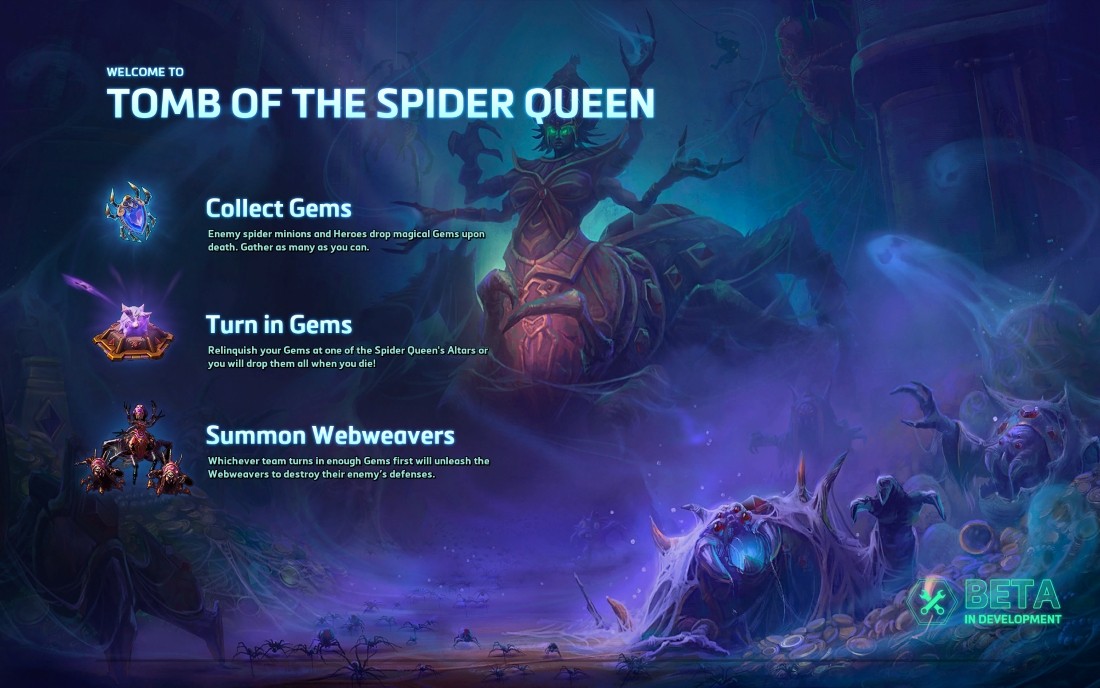 WELCOME TO
TOMB OF THE SPIDER QUEEN
Collect Gems
Enemy spider minions and Heroes drop magical Gems upon
death. Gather as many as you can.
Turn in Gems
Relinquish your Gems at one of the Spider Queen's Altars or
you will drop them all when you die!
Summon Webweavers
Whichever team turns in enough Gems first will unleash the
Webweavers to destroy their enemy's defenses.
BETA
IN DEVELOPMENT